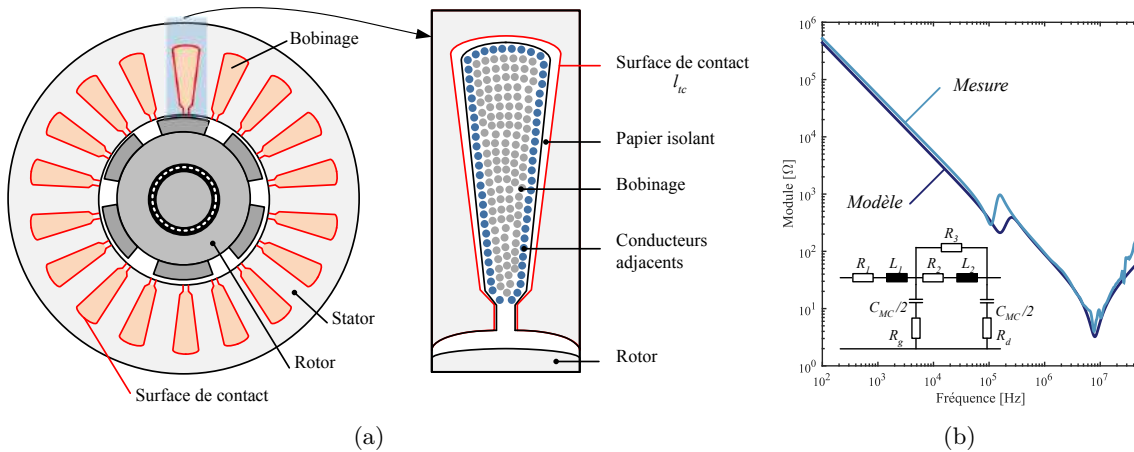 Bobinage
Stator
Rotor
Surface de contact
Surface de contact
l_tc
Papier isolant
Bobinage
Conducteurs
adjacents
Rotor
(a)
Module [Ω]
10^6
10^5
10^4
10^3
10^2
10^1
10^0
Mesure
Modèle
R_3
R_1
L_1
R_2
L_2
C_MC/2
C_MC/2
R_g
R_d
10^2
10^3
10^4
10^5
10^6
10^7
Fréquence [Hz]
(b)